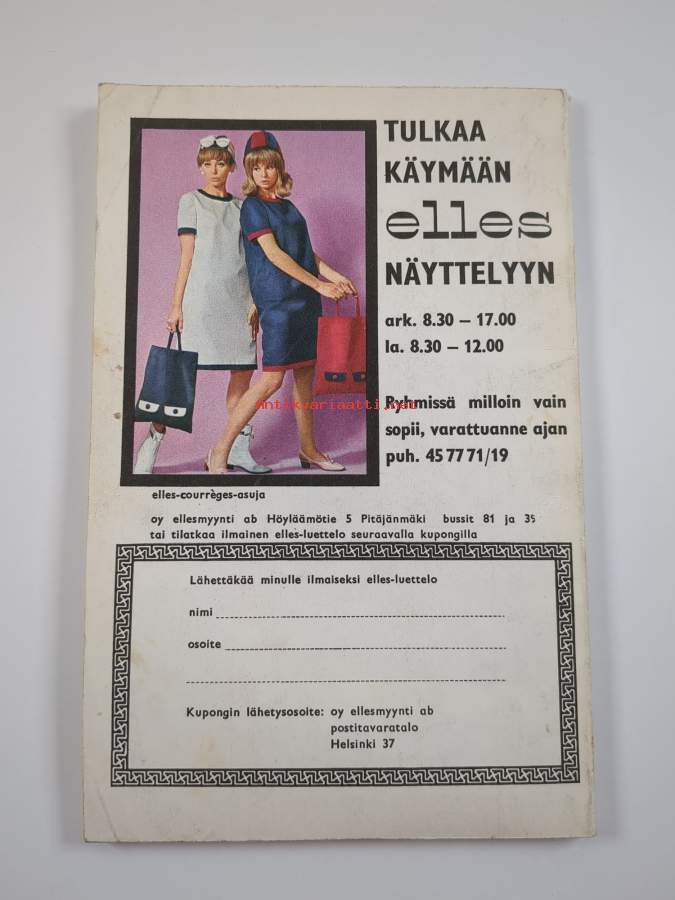 TULKAA
KÄYMÄÄN
elles
NÄYTTELYYN
ark. 8.30 – 17.00
la. 8.30 – 12.00
Ryhmissä milloin vain
sopii, varattuanne ajan
puh. 45 77 71/19
Antikvariaatti.net
elles-courrèges-asuja
oy ellesmyynti ab Höyläämötie 5 Pitäjänmäki bussit 81 ja 35
tai tilatkaa ilmainen elles-luettelo seuraavalla kupongilla
Lähettäkää minulle ilmaiseksi elles-luettelo
nimi
osoite
Kupongin lähetysosoite: oy ellesmyynti ab
postitavaratalo
Helsinki 37